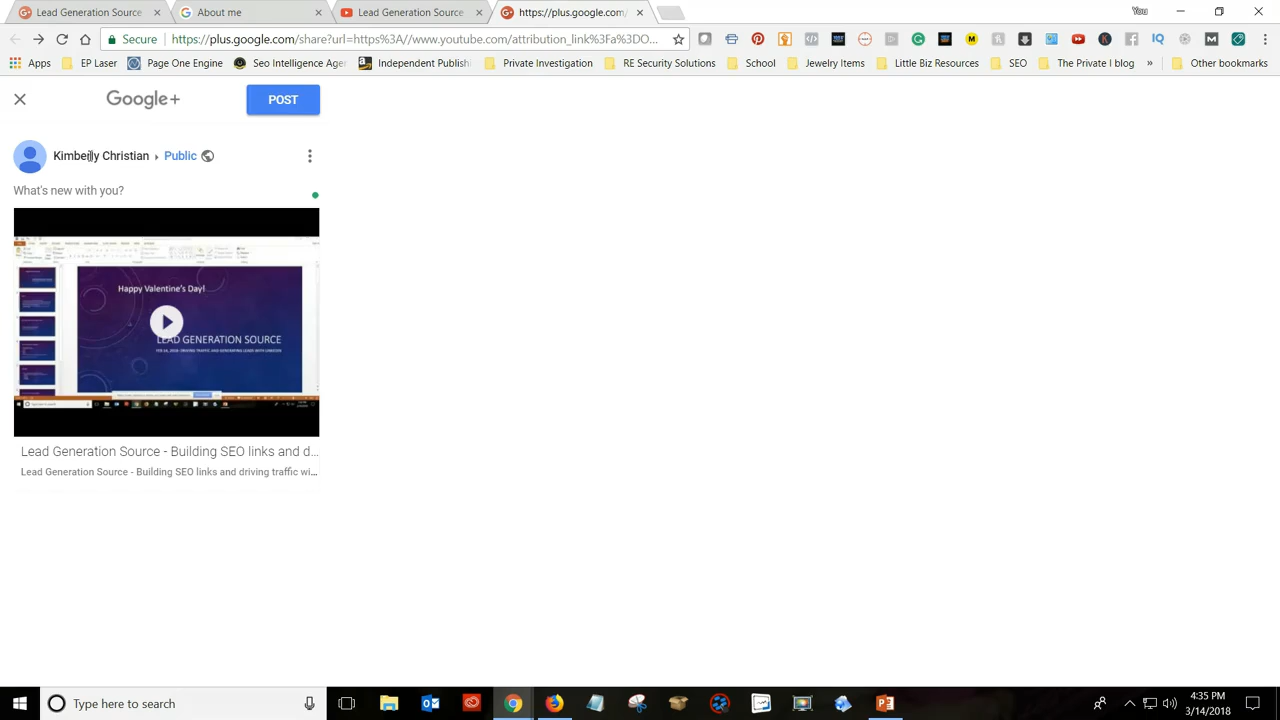 Lead Generation Source
About me
Lead Generation Source
https://plus.google.com/
You
Secure
https://plus.google.com/share?url=https%3A//www.youtube.com/attribution_link%3Fa%3DO...
Apps
EP Laser
Page One Engine
Seo Intelligence Age
Independent Publish
Private Investigation
RE Security Solutions
School
Jewelry Items
Little Biz Resources
SEO
The Private I blog
»
Other bookmarks
Google+
POST
Kimberly Christian
Public
What's new with you?
Happy Valentine's Day!
LEAD GENERATION SOURCE
Lead Generation Source - Building SEO links and d...
Lead Generation Source - Building SEO links and driving traffic wi...
Type here to search
4:35 PM
3/14/2018